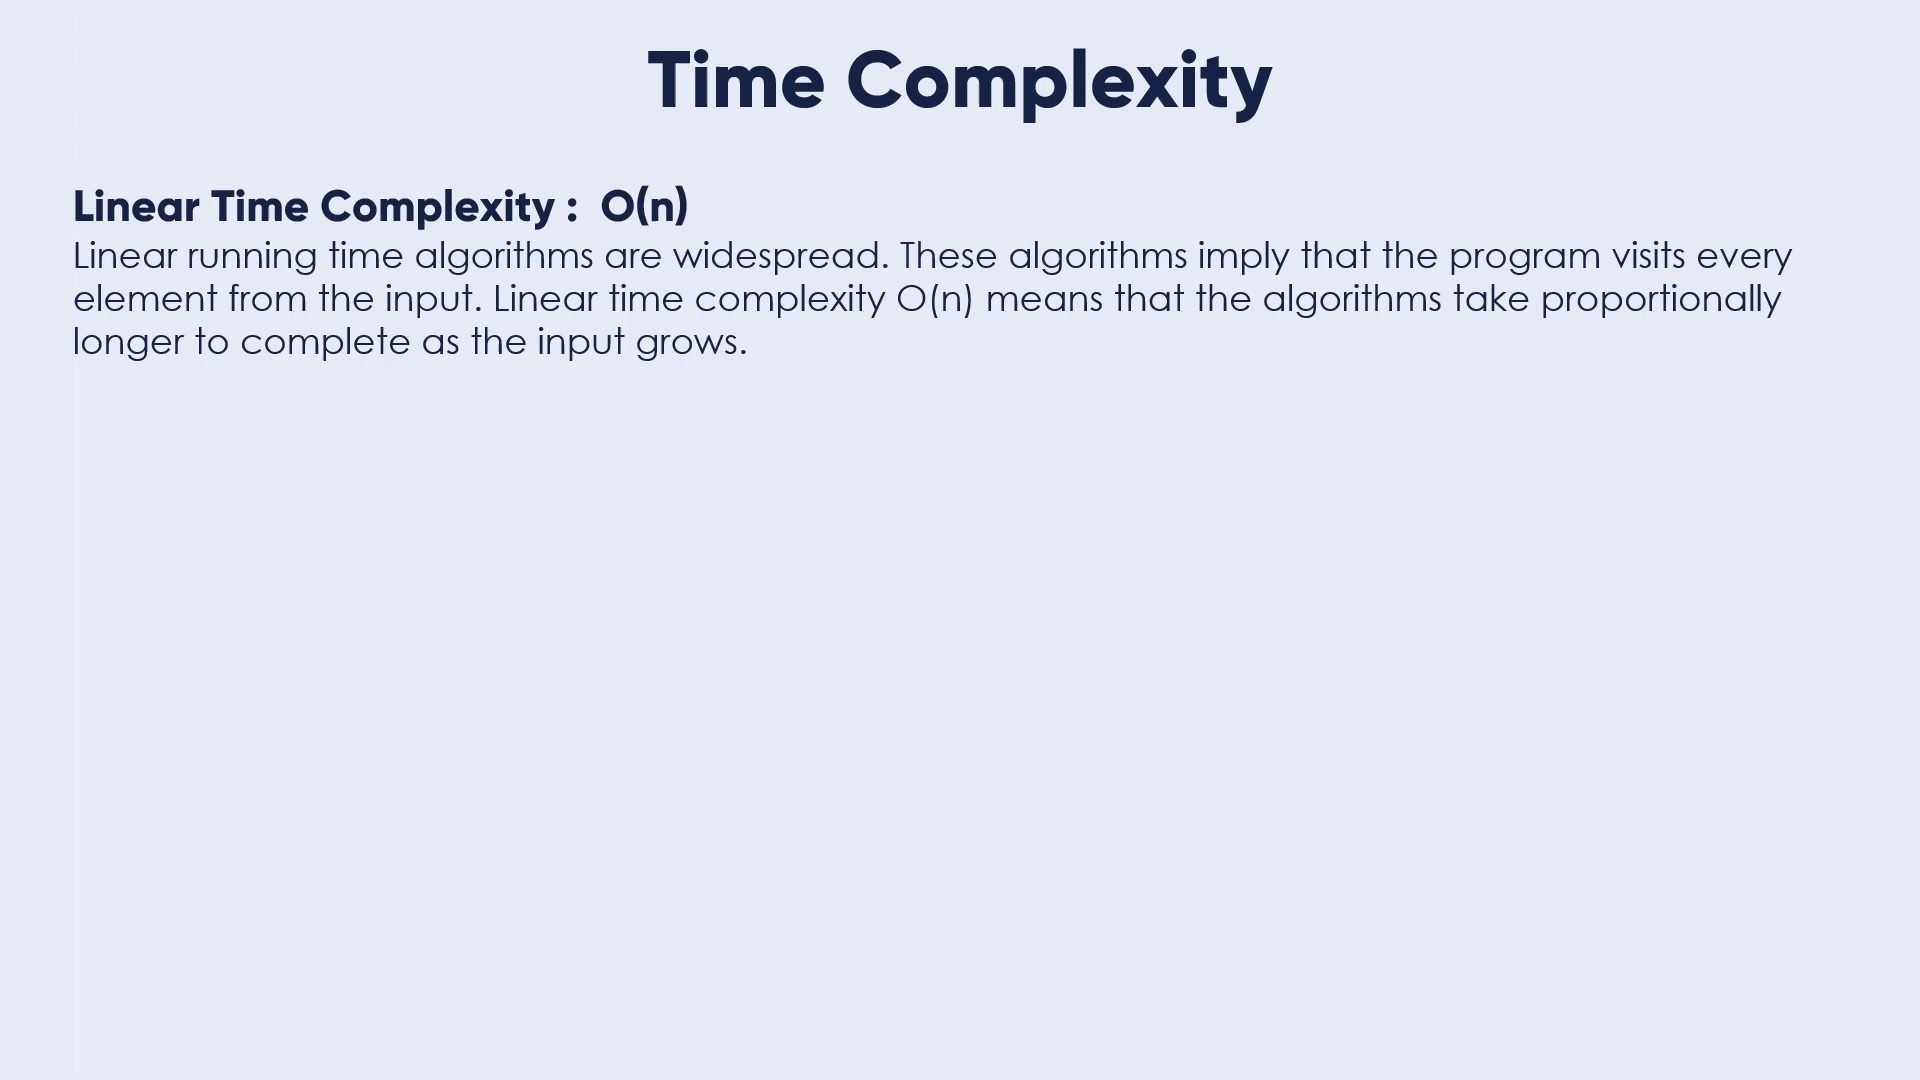 Time Complexity
Linear Time Complexity :  O(n)
Linear running time algorithms are widespread. These algorithms imply that the program visits every
element from the input. Linear time complexity O(n) means that the algorithms take proportionally
longer to complete as the input grows.